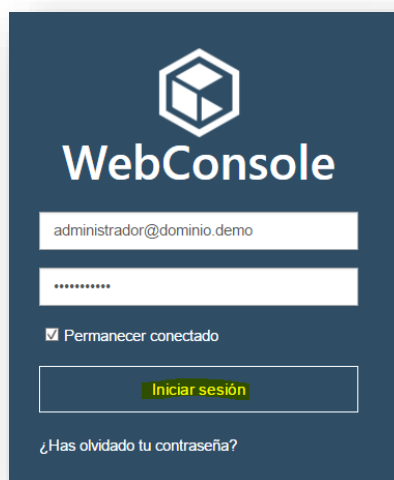 WebConsole
administrador@dominio.demo
•••••••••••
Permanecer conectado
Iniciar sesión
¿Has olvidado tu contraseña?